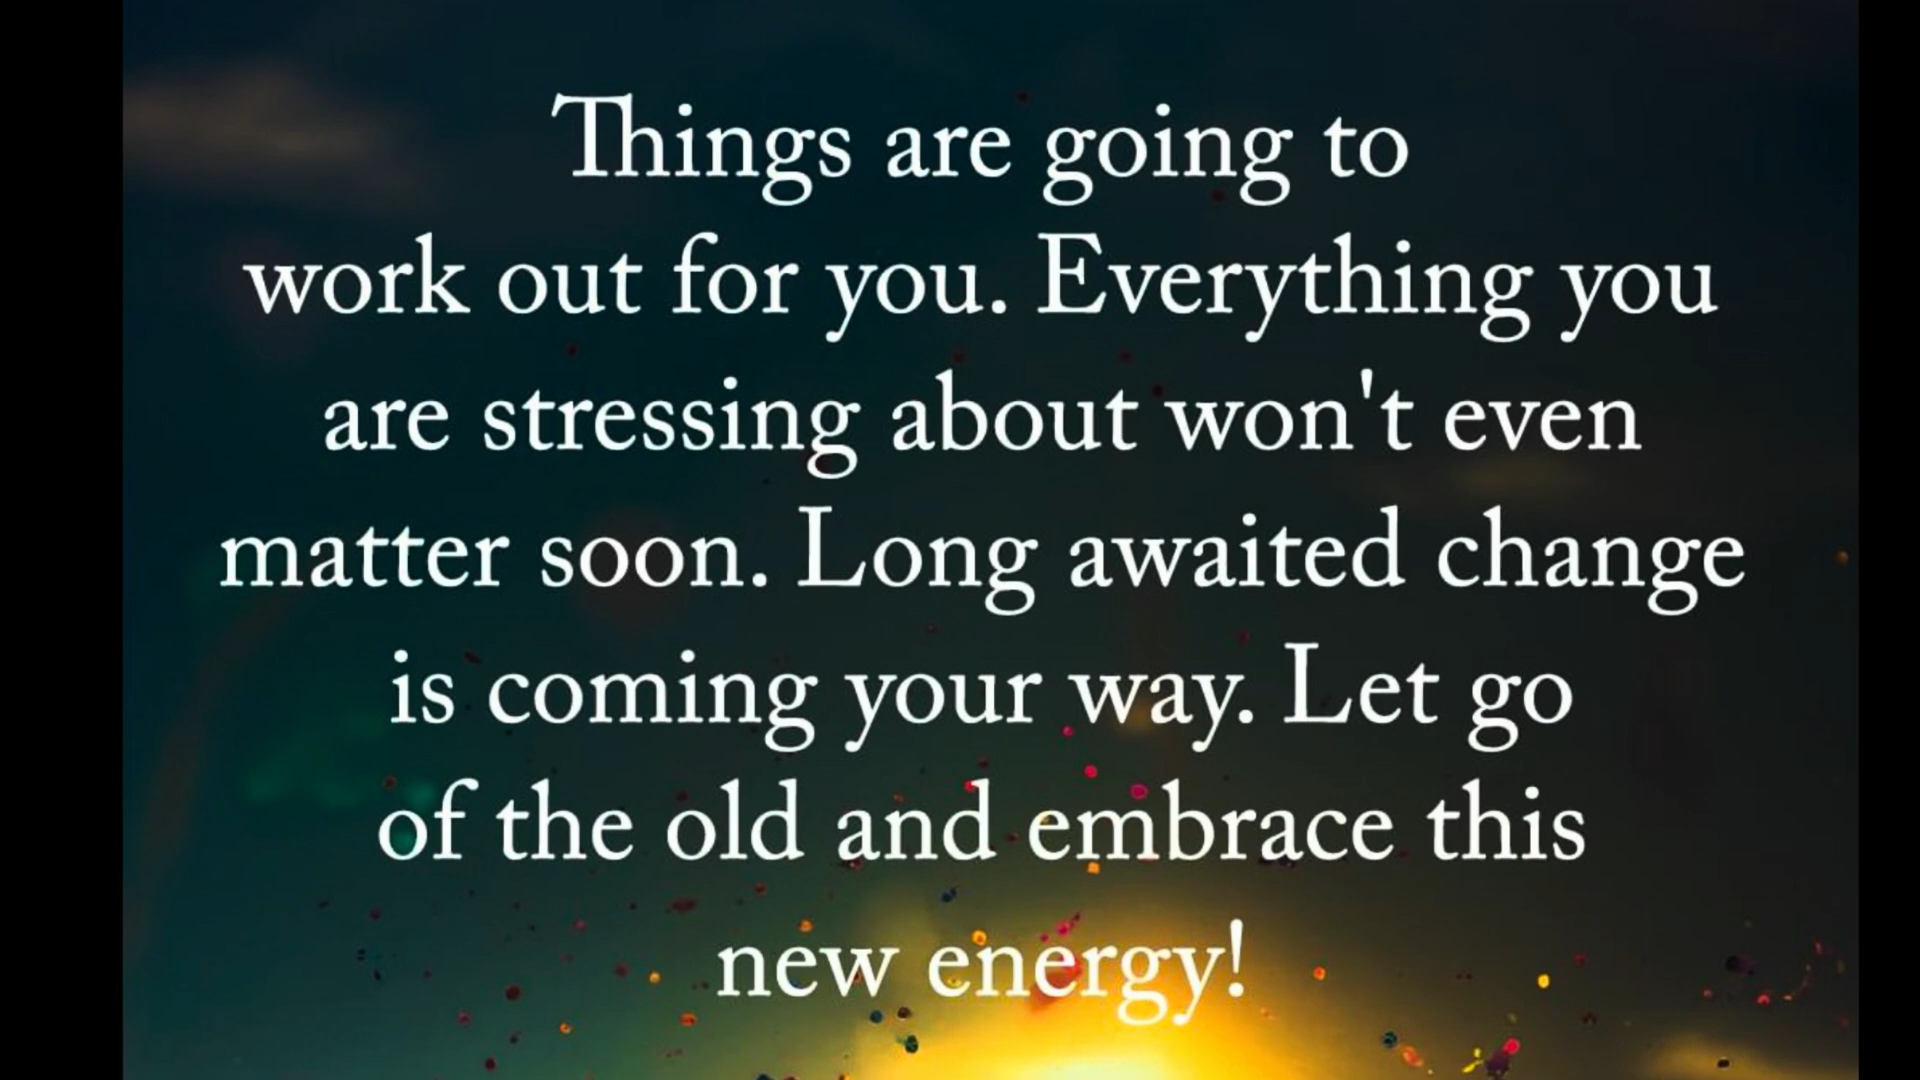 Things are going to
work out for you. Everything you
are stressing about won't even
matter soon. Long awaited change
is coming your way. Let go
of the old and embrace this
new energy!